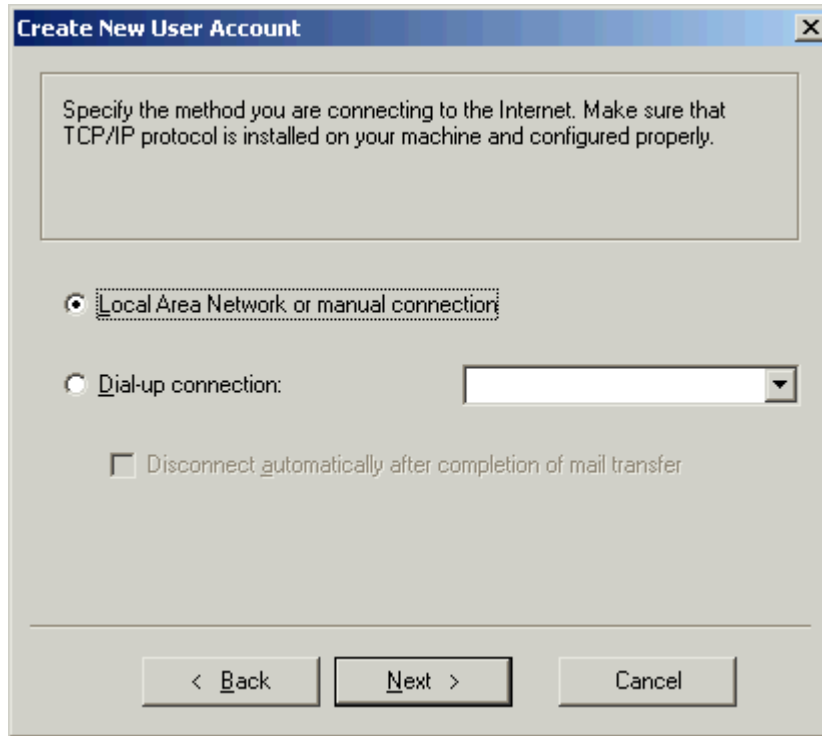 Create New User Account
Specify the method you are connecting to the Internet. Make sure that
TCP/IP protocol is installed on your machine and configured properly.
Local Area Network or manual connection
Dial-up connection:
Disconnect automatically after completion of mail transfer
< Back Next > Cancel